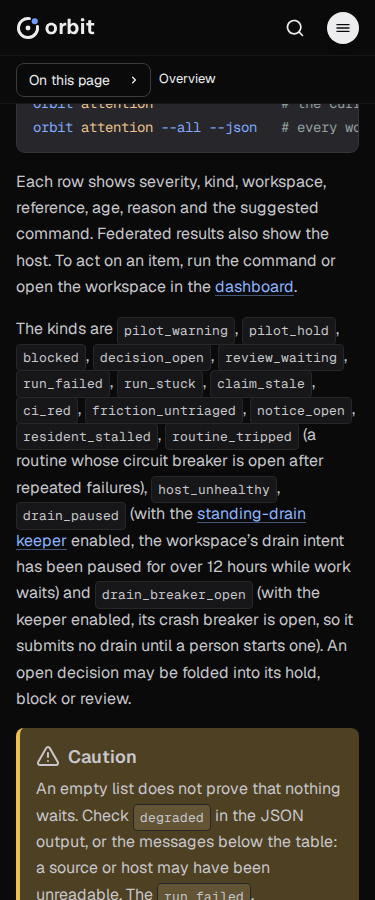 orbit
On this page
Overview
orbit attention # the cur
orbit attention --all --json # every wo
Each row shows severity, kind, workspace,
reference, age, reason and the suggested
command. Federated results also show the
host. To act on an item, run the command or
open the workspace in the dashboard.
The kinds are pilot_warning, pilot_hold,
blocked, decision_open, review_waiting,
run_failed, run_stuck, claim_stale,
ci_red, friction_untriaged, notice_open,
resident_stalled, routine_tripped (a
routine whose circuit breaker is open after
repeated failures), host_unhealthy,
drain_paused (with the standing-drain
keeper enabled, the workspace’s drain intent
has been paused for over 12 hours while work
waits) and drain_breaker_open (with the
keeper enabled, its crash breaker is open, so it
submits no drain until a person starts one). An
open decision may be folded into its hold,
block or review.
Caution
An empty list does not prove that nothing
waits. Check degraded in the JSON
output, or the messages below the table:
a source or host may have been
unreadable. The run_failed,